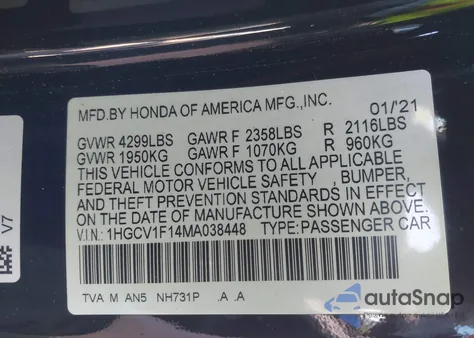 MFD.BY HONDA OF AMERICA MFG.,INC. 01/'21
GVWR 4299LBS GAWR F 2358LBS R 2116LBS
GVWR 1950KG GAWR F 1070KG R 960KG
THIS VEHICLE CONFORMS TO ALL APPLICABLE
FEDERAL MOTOR VEHICLE SAFETY , BUMPER,
AND THEFT PREVENTION STANDARDS IN EFFECT
ON THE DATE OF MANUFACTURE SHOWN ABOVE.
V.I.N: 1HGCV1F14MA038448 TYPE:PASSENGER CAR
TVA M AN5 NH731P .A .A
V7
autaSnap